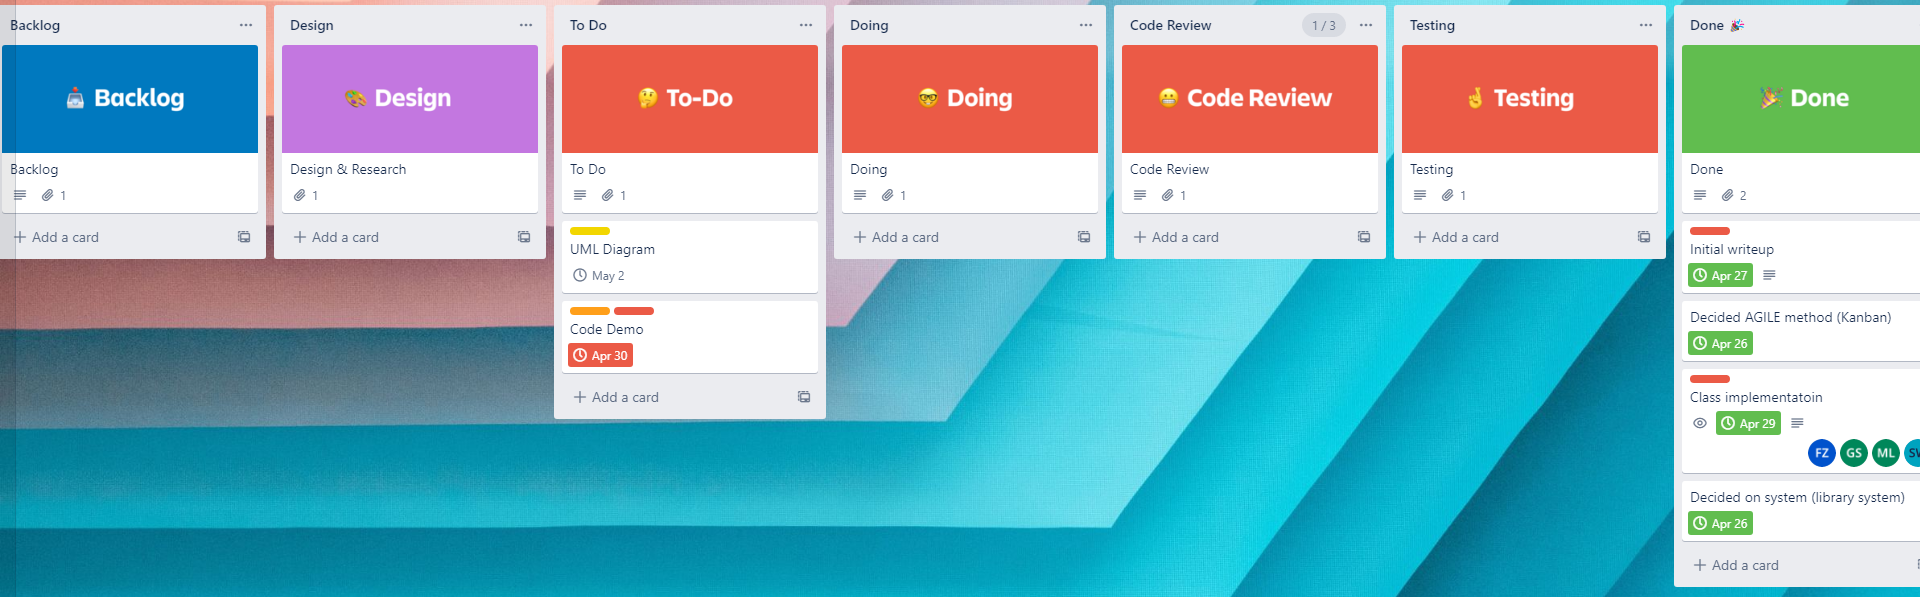 Backlog
Backlog
Backlog
1
Add a card
Design
Design
Design & Research
1
Add a card
To Do
To-Do
To Do
1
UML Diagram
May 2
Code Demo
Apr 30
Add a card
Doing
Doing
Doing
1
Add a card
Code Review 1 / 3
Code Review
Code Review
1
Add a card
Testing
Testing
Testing
1
Add a card
Done
Done
Done
2
Initial writeup
Apr 27
Decided AGILE method (Kanban)
Apr 26
Class implementatoin
Apr 29
FZ GS ML
Decided on system (library system)
Apr 26
Add a card